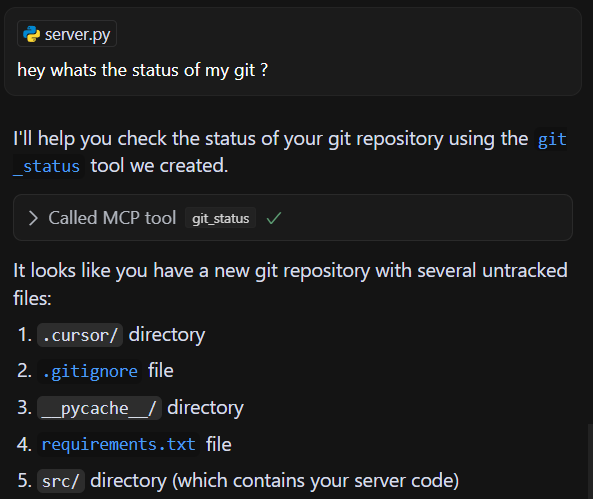 server.py
hey whats the status of my git ?
I'll help you check the status of your git repository using the git
_status tool we created.
Called MCP tool git_status
It looks like you have a new git repository with several untracked
files:
1. .cursor/ directory
2. .gitignore file
3. __pycache__/ directory
4. requirements.txt file
5. src/ directory (which contains your server code)